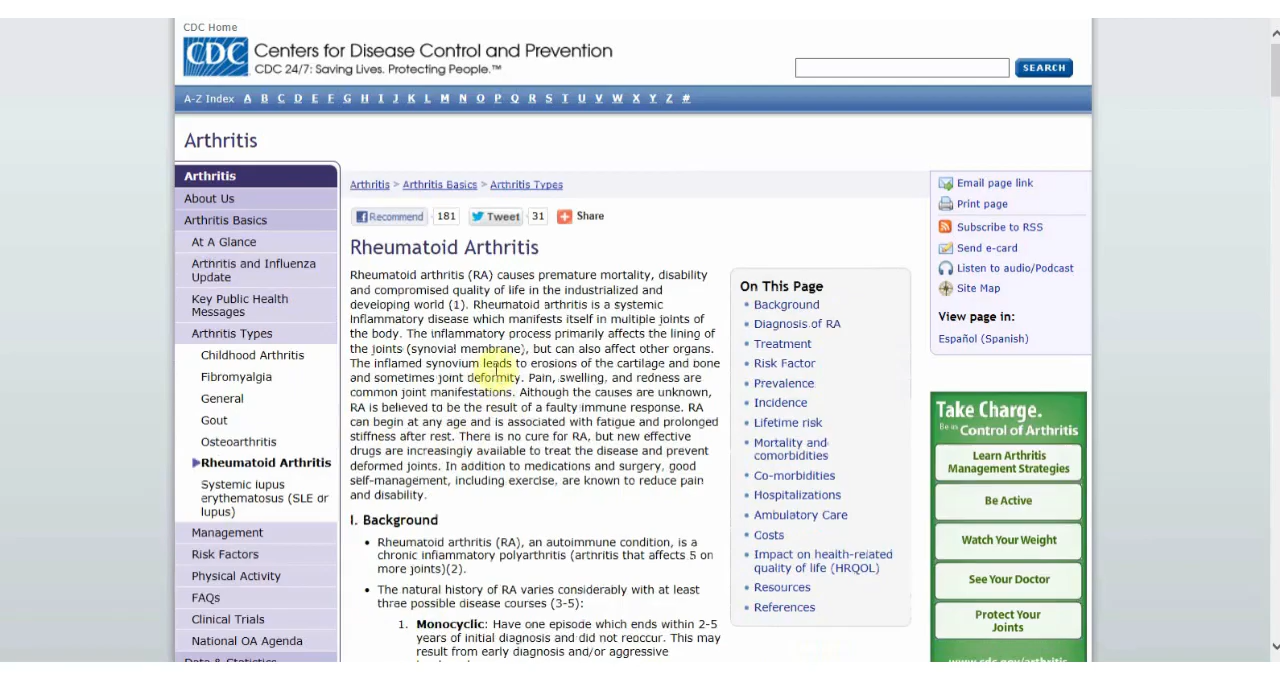 CDC Home
CDC
Centers for Disease Control and Prevention
CDC 24/7: Saving Lives. Protecting People.™
SEARCH
A-Z Index A B C D E F G H I J K L M N O P Q R S T U V W X Y Z #
Arthritis
Arthritis
About Us
Arthritis Basics
At A Glance
Arthritis and Influenza
Update
Key Public Health
Messages
Arthritis Types
Childhood Arthritis
Fibromyalgia
General
Gout
Osteoarthritis
Rheumatoid Arthritis
Systemic lupus
erythematosus (SLE or
lupus)
Management
Risk Factors
Physical Activity
FAQs
Clinical Trials
National OA Agenda
Data & Statistics
Arthritis > Arthritis Basics > Arthritis Types
Recommend 181 Tweet 31 Share
Rheumatoid Arthritis
Rheumatoid arthritis (RA) causes premature mortality, disability
and compromised quality of life in the industrialized and
developing world (1). Rheumatoid arthritis is a systemic
inflammatory disease which manifests itself in multiple joints of
the body. The inflammatory process primarily affects the lining of
the joints (synovial membrane), but can also affect other organs.
The inflamed synovium leads to erosions of the cartilage and bone
and sometimes joint deformity. Pain, swelling, and redness are
common joint manifestations. Although the causes are unknown,
RA is believed to be the result of a faulty immune response. RA
can begin at any age and is associated with fatigue and prolonged
stiffness after rest. There is no cure for RA, but new effective
drugs are increasingly available to treat the disease and prevent
deformed joints. In addition to medications and surgery, good
self-management, including exercise, are known to reduce pain
and disability.
I. Background
• Rheumatoid arthritis (RA), an autoimmune condition, is a
chronic inflammatory polyarthritis (arthritis that affects 5 on
more joints)(2).
• The natural history of RA varies considerably with at least
three possible disease courses (3-5):
1. Monocyclic: Have one episode which ends within 2-5
years of initial diagnosis and did not reoccur. This may
result from early diagnosis and/or aggressive
On This Page
• Background
• Diagnosis of RA
• Treatment
• Risk Factor
• Prevalence
• Incidence
• Lifetime risk
• Mortality and
comorbidities
• Co-morbidities
• Hospitalizations
• Ambulatory Care
• Costs
• Impact on health-related
quality of life (HRQOL)
• Resources
• References
Email page link
Print page
Subscribe to RSS
Send e-card
Listen to audio/Podcast
Site Map
View page in:
Español (Spanish)
Take Charge.
Be in Control of Arthritis
Learn Arthritis
Management Strategies
Be Active
Watch Your Weight
See Your Doctor
Protect Your
Joints
www.cdc.gov/arthritis